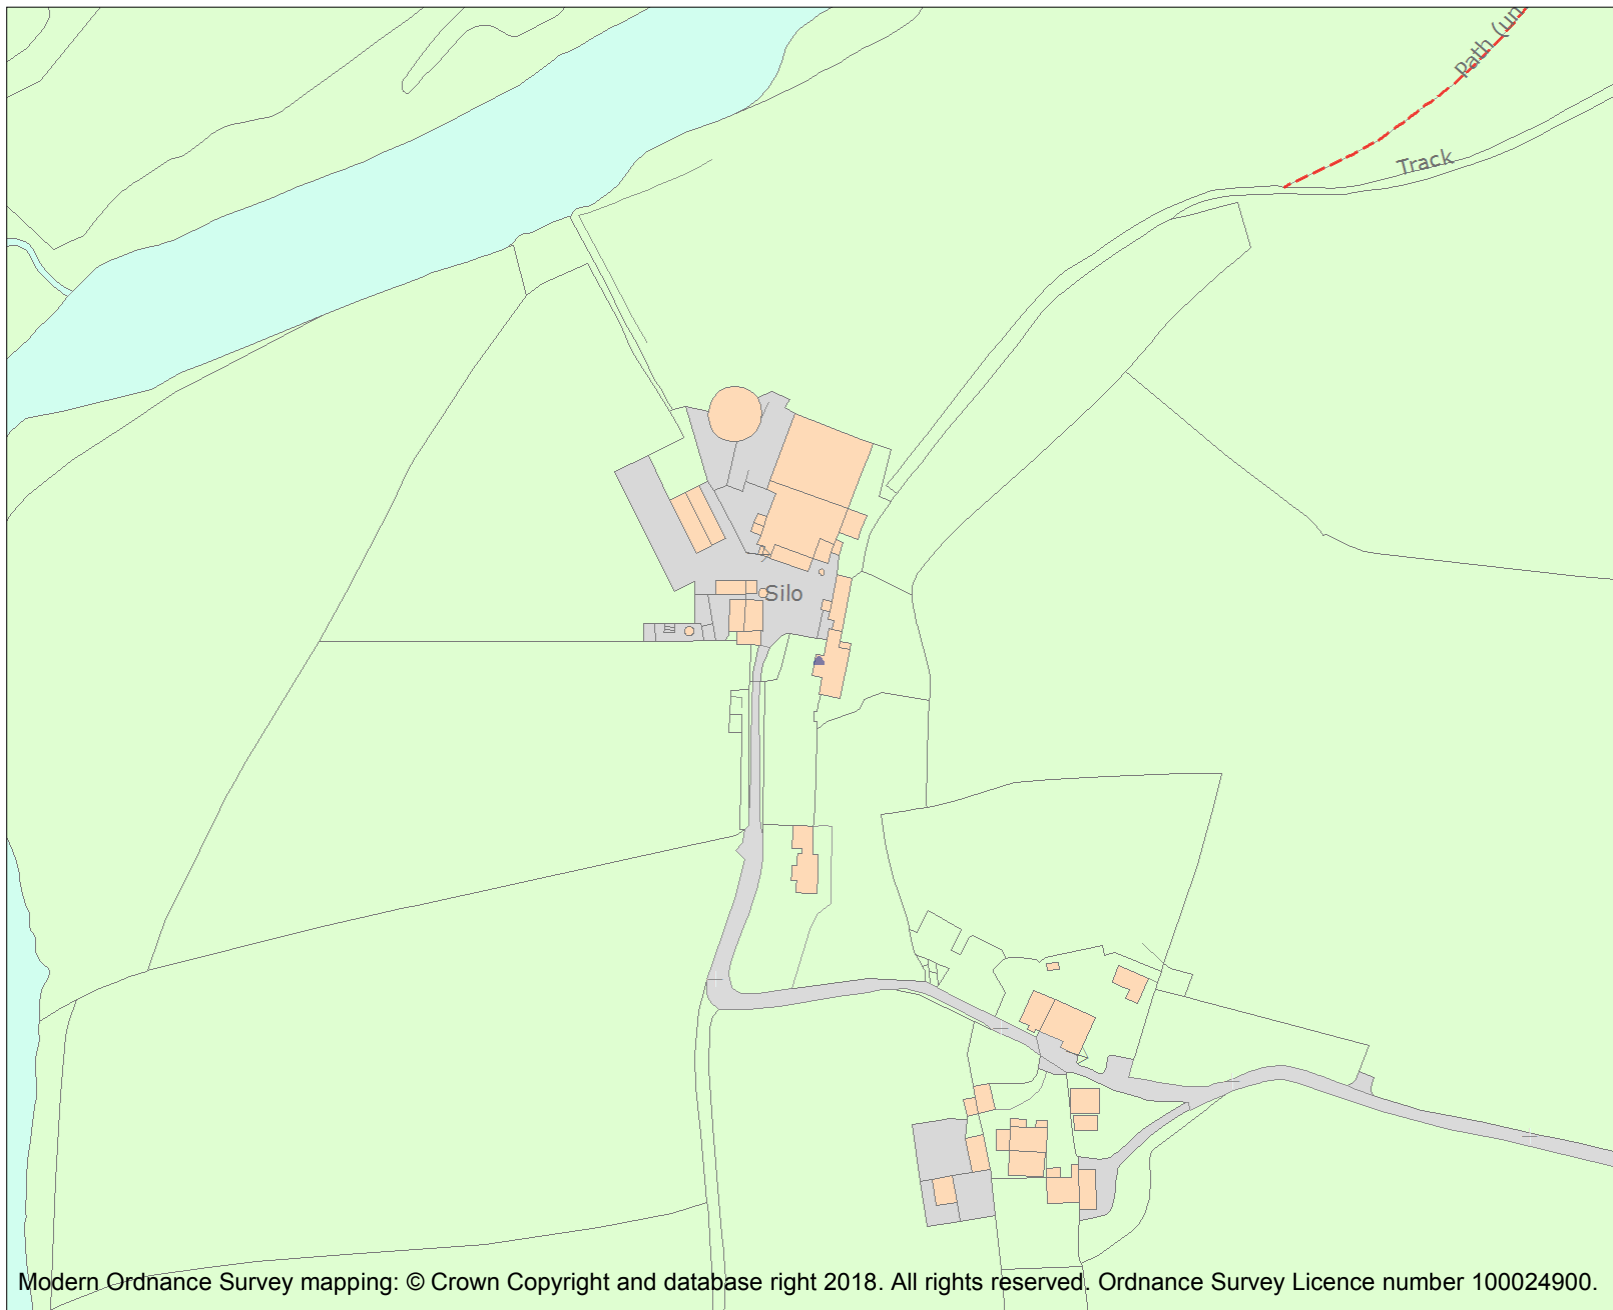 Path (un
Track
Silo
Modern Ordnance Survey mapping: © Crown Copyright and database right 2018. All rights reserved. Ordnance Survey Licence number 100024900.